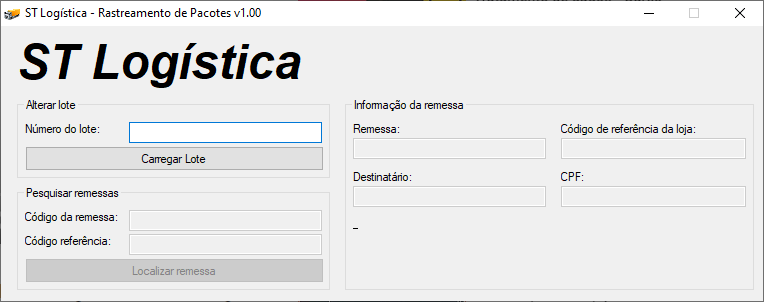 ST Logística - Rastreamento de Pacotes v1.00
ST Logística
Alterar lote
Número do lote:
Carregar Lote
Pesquisar remessas
Código da remessa:
Código referência:
Localizar remessa
Informação da remessa
Remessa:
Código de referência da loja:
Destinatário:
CPF:
_